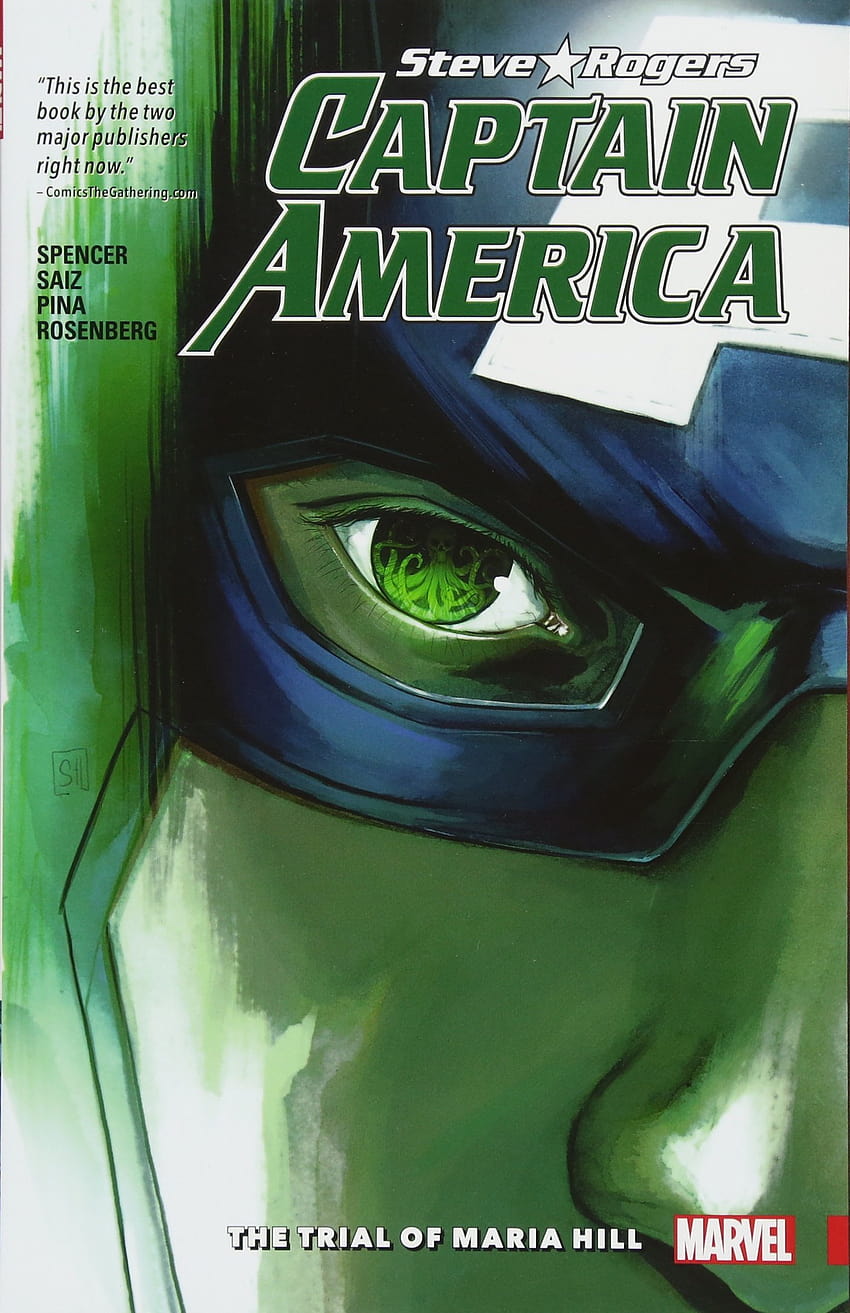 “This is the best
book by the two
major publishers
right now.”
– ComicsTheGathering.com
SPENCER
SAIZ
PINA
ROSENBERG
Steve★Rogers
CAPTAIN
AMERICA
SH
THE TRIAL OF MARIA HILL
MARVEL